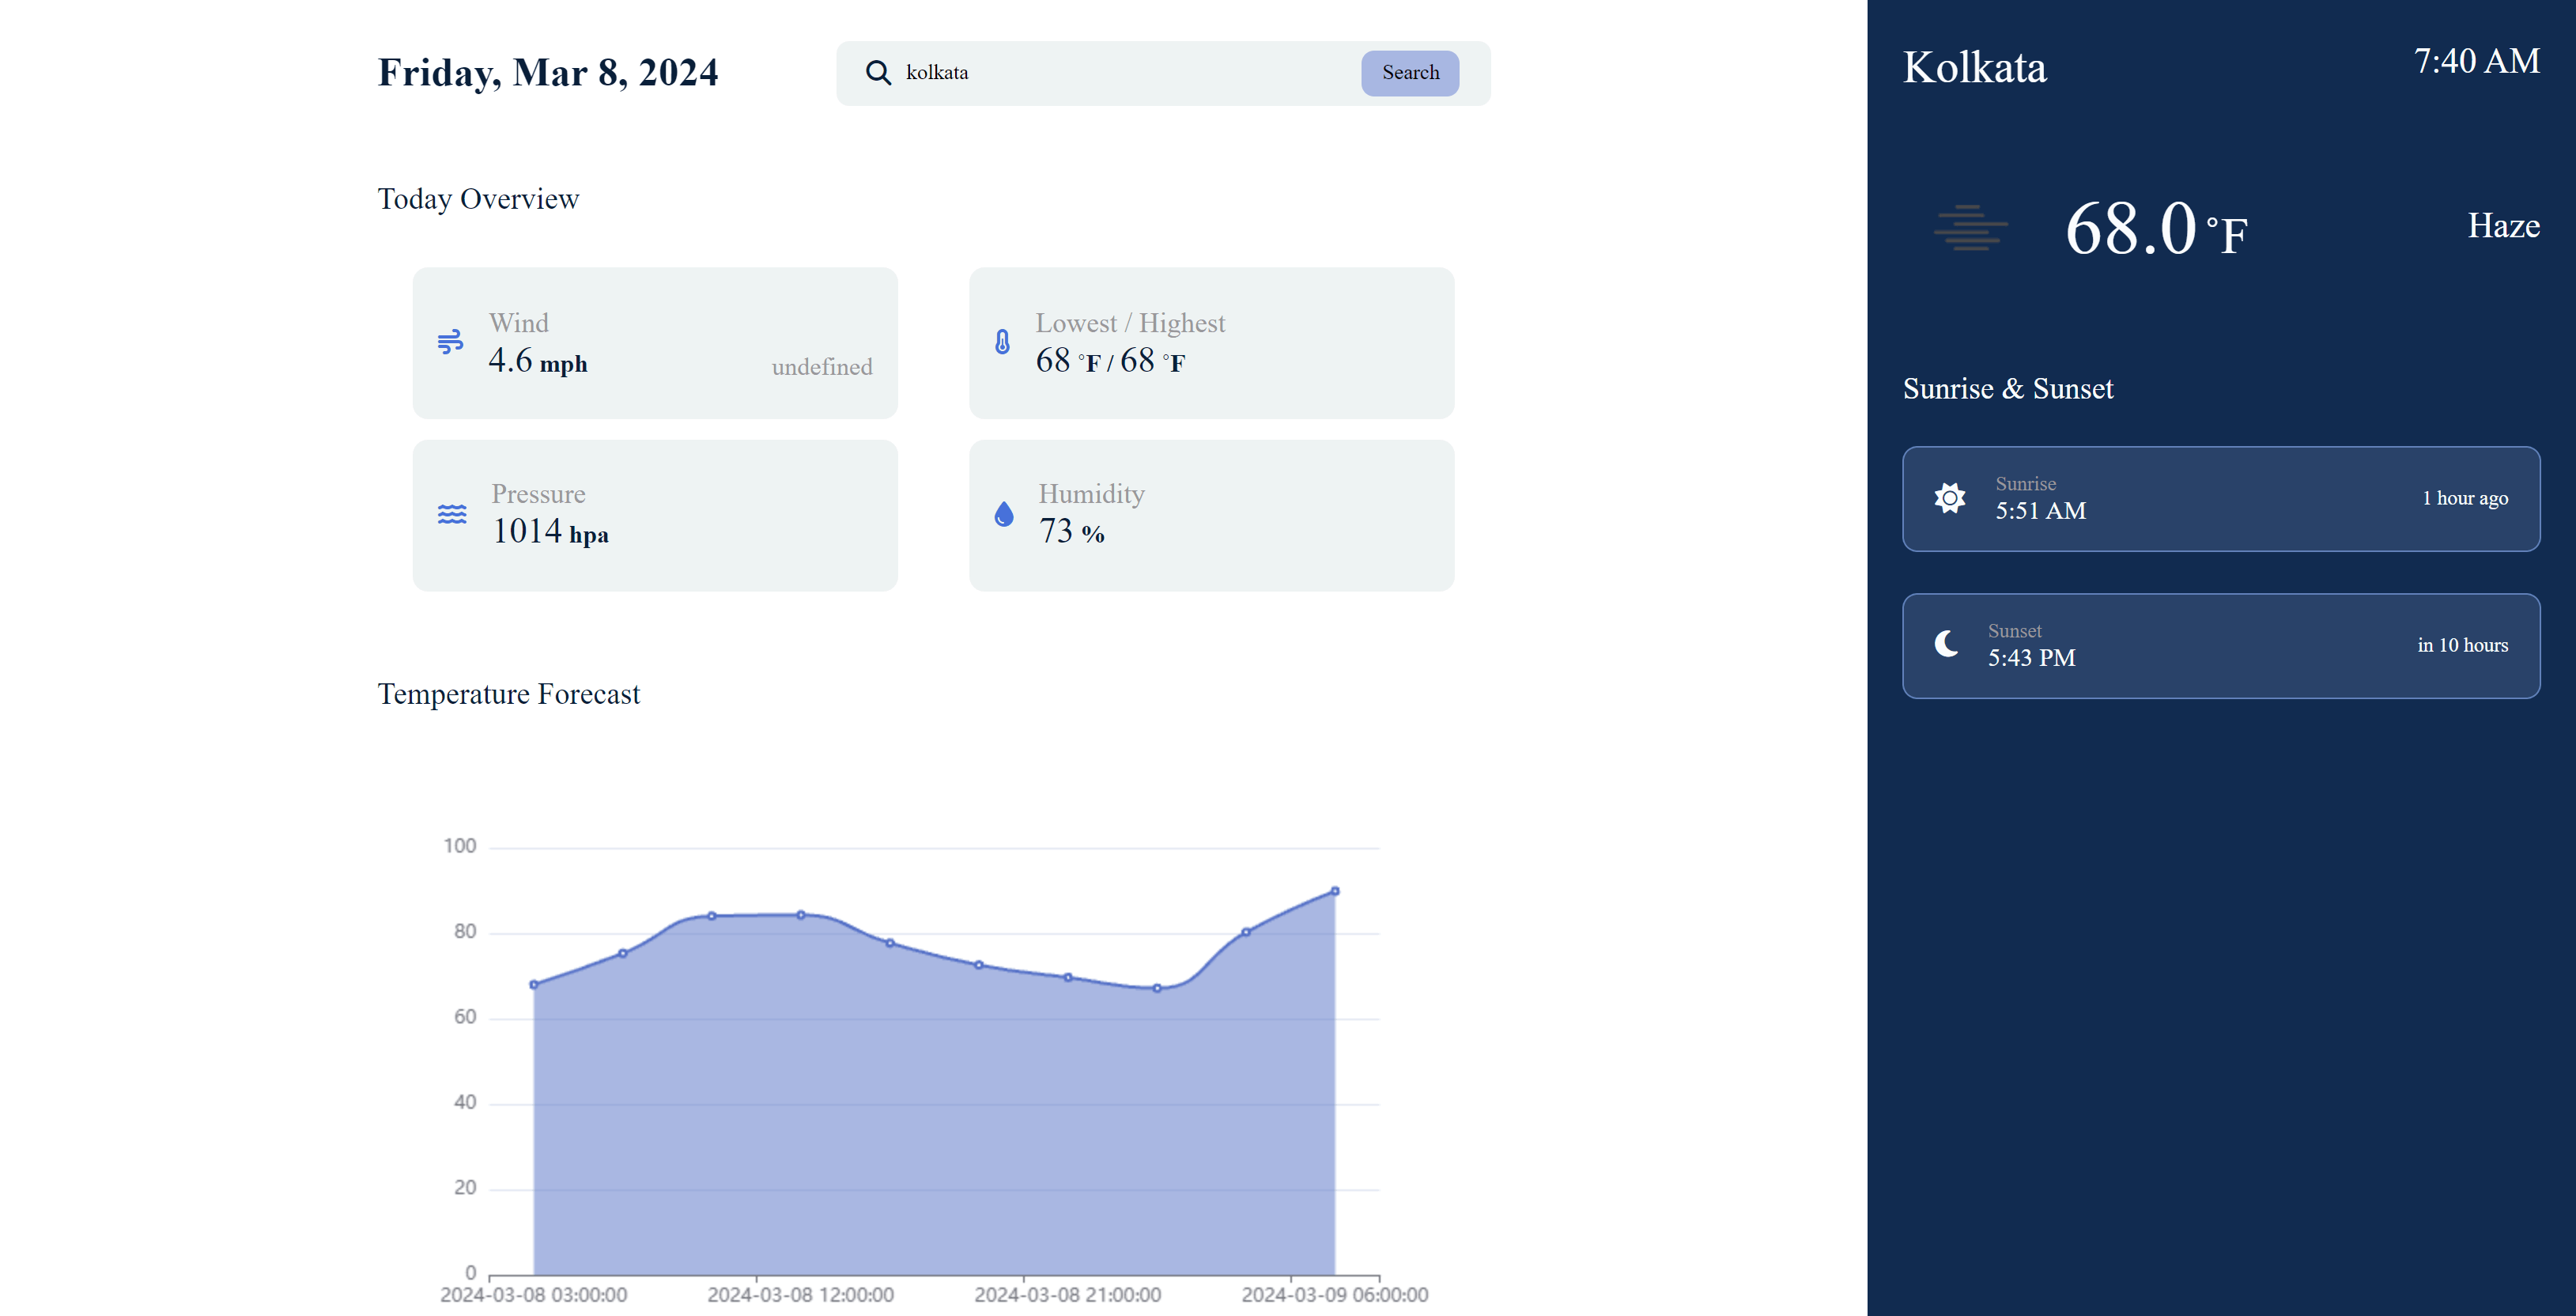 Friday, Mar 8, 2024
kolkata
Search
Today Overview
Wind
4.6 mph
undefined
Lowest / Highest
68 °F / 68 °F
Pressure
1014 hpa
Humidity
73 %
Temperature Forecast
100
80
60
40
20
0
2024-03-08 03:00:00
2024-03-08 12:00:00
2024-03-08 21:00:00
2024-03-09 06:00:00
Kolkata
7:40 AM
68.0 °F
Haze
Sunrise & Sunset
Sunrise
5:51 AM
1 hour ago
Sunset
5:43 PM
in 10 hours